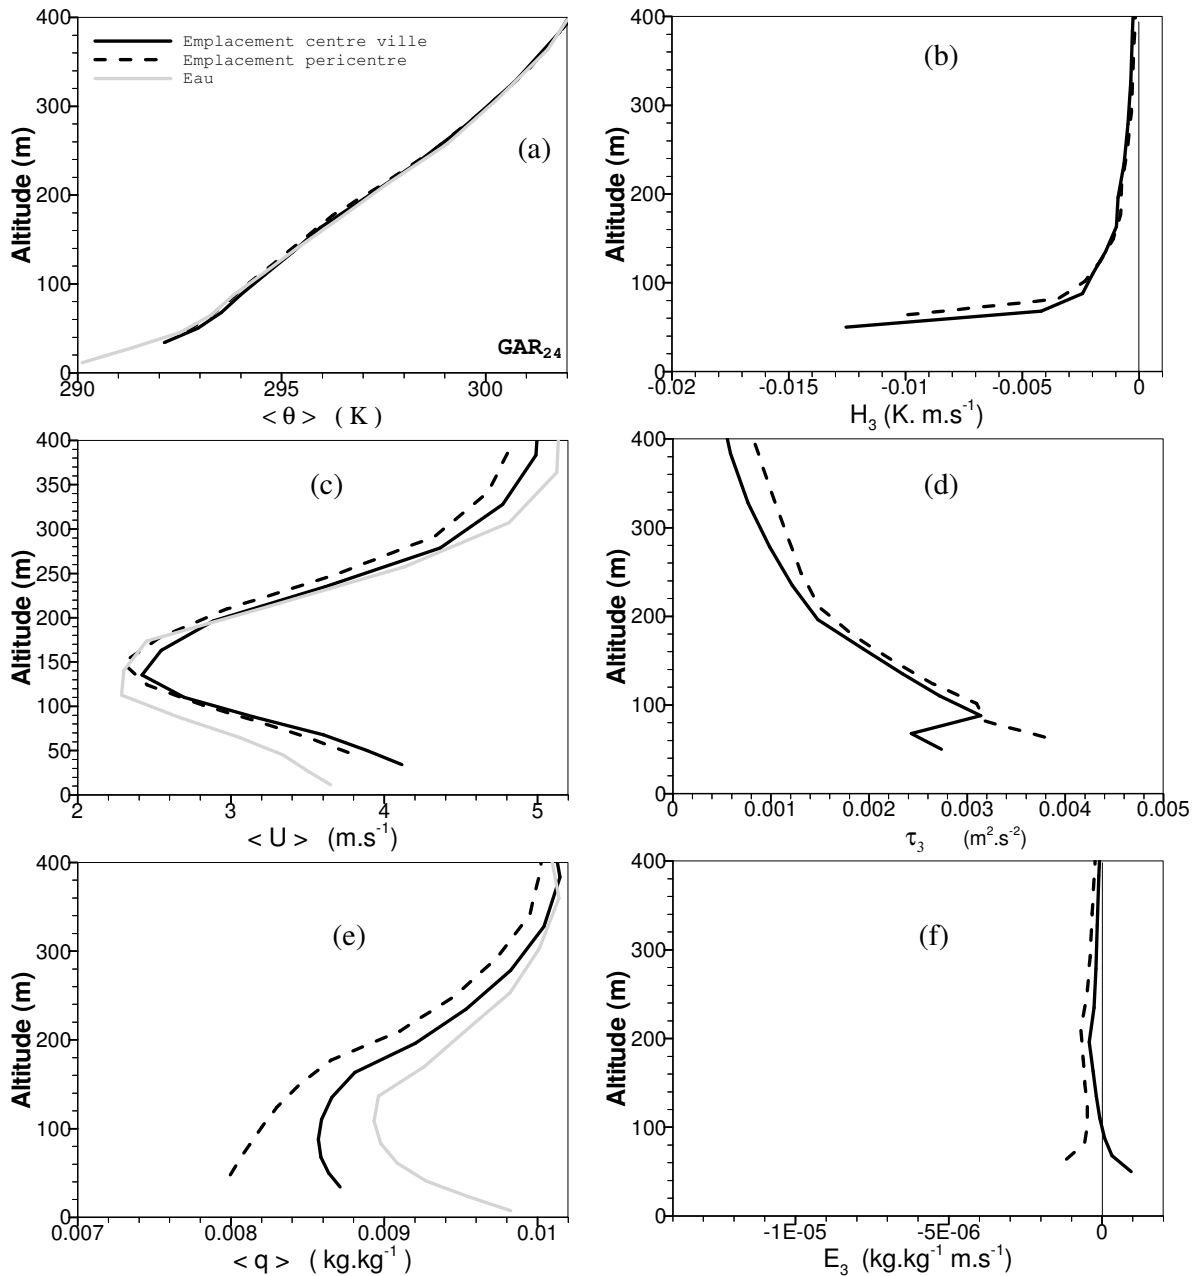 400
300
200
100
0
Altitude (m)
Emplacement centre ville
Emplacement pericentre
Eau
(a)
GAR24
290
295
300
< θ > ( K )
400
300
200
100
0
Altitude (m)
(b)
-0.02
-0.015
-0.01
-0.005
0
H3 (K. m.s-1)
400
350
300
250
200
150
100
50
0
Altitude (m)
(c)
2
3
4
5
< U > (m.s-1)
400
300
200
100
0
Altitude (m)
(d)
0
0.001
0.002
0.003
0.004
0.005
τ3 (m2.s-2)
400
300
200
100
0
Altitude (m)
(e)
0.007
0.008
0.009
0.01
< q > ( kg.kg-1 )
400
300
200
100
0
Altitude (m)
(f)
-1E-05
-5E-06
0
E3 (kg.kg-1 m.s-1)